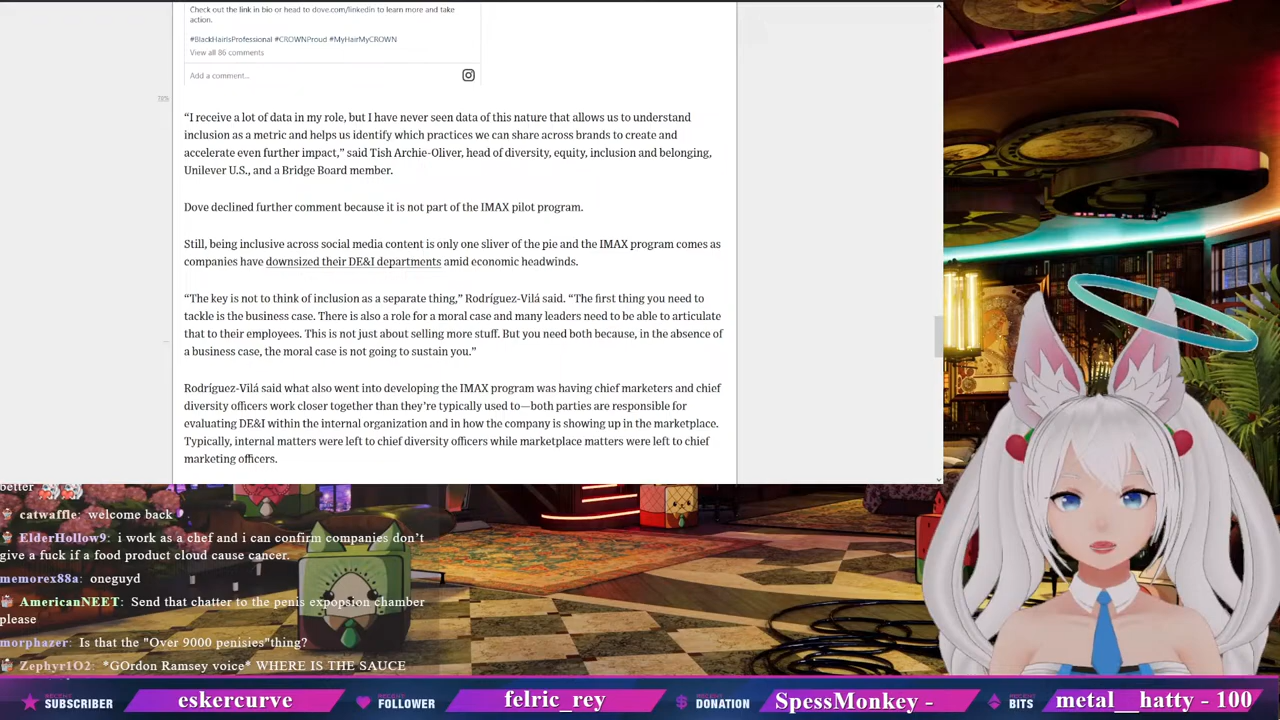 Check out the link in bio or head to dove.com/linkedin to learn more and take
action.
#BlackHairIsProfessional #CROWNProud #MyHairMyCROWN
View all 86 comments
Add a comment...
“I receive a lot of data in my role, but I have never seen data of this nature that allows us to understand
inclusion as a metric and helps us identify which practices we can share across brands to create and
accelerate even further impact,” said Tish Archie-Oliver, head of diversity, equity, inclusion and belonging,
Unilever U.S., and a Bridge Board member.
Dove declined further comment because it is not part of the IMAX pilot program.
Still, being inclusive across social media content is only one sliver of the pie and the IMAX program comes as
companies have downsized their DE&I departments amid economic headwinds.
“The key is not to think of inclusion as a separate thing,” Rodríguez-Vilá said. “The first thing you need to
tackle is the business case. There is also a role for a moral case and many leaders need to be able to articulate
that to their employees. This is not just about selling more stuff. But you need both because, in the absence of
a business case, the moral case is not going to sustain you.”
Rodríguez-Vilá said what also went into developing the IMAX program was having chief marketers and chief
diversity officers work closer together than they’re typically used to—both parties are responsible for
evaluating DE&I within the internal organization and in how the company is showing up in the marketplace.
Typically, internal matters were left to chief diversity officers while marketplace matters were left to chief
marketing officers.
better
catwaffle: welcome back
ElderHollow9: i work as a chef and i can confirm companies don’t
give a fuck if a food product cloud cause cancer.
memorex88a: oneguyd
AmericanNEET: Send that chatter to the penis expopsion chamber
please
morphazer: Is that the "Over 9000 penisies"thing?
Zephyr1O2: *GOrdon Ramsey voice* WHERE IS THE SAUCE
RECENT SUBSCRIBER eskercurve RECENT FOLLOWER felric_rey RECENT DONATION SpessMonkey - RECENT BITS metal__hatty - 100